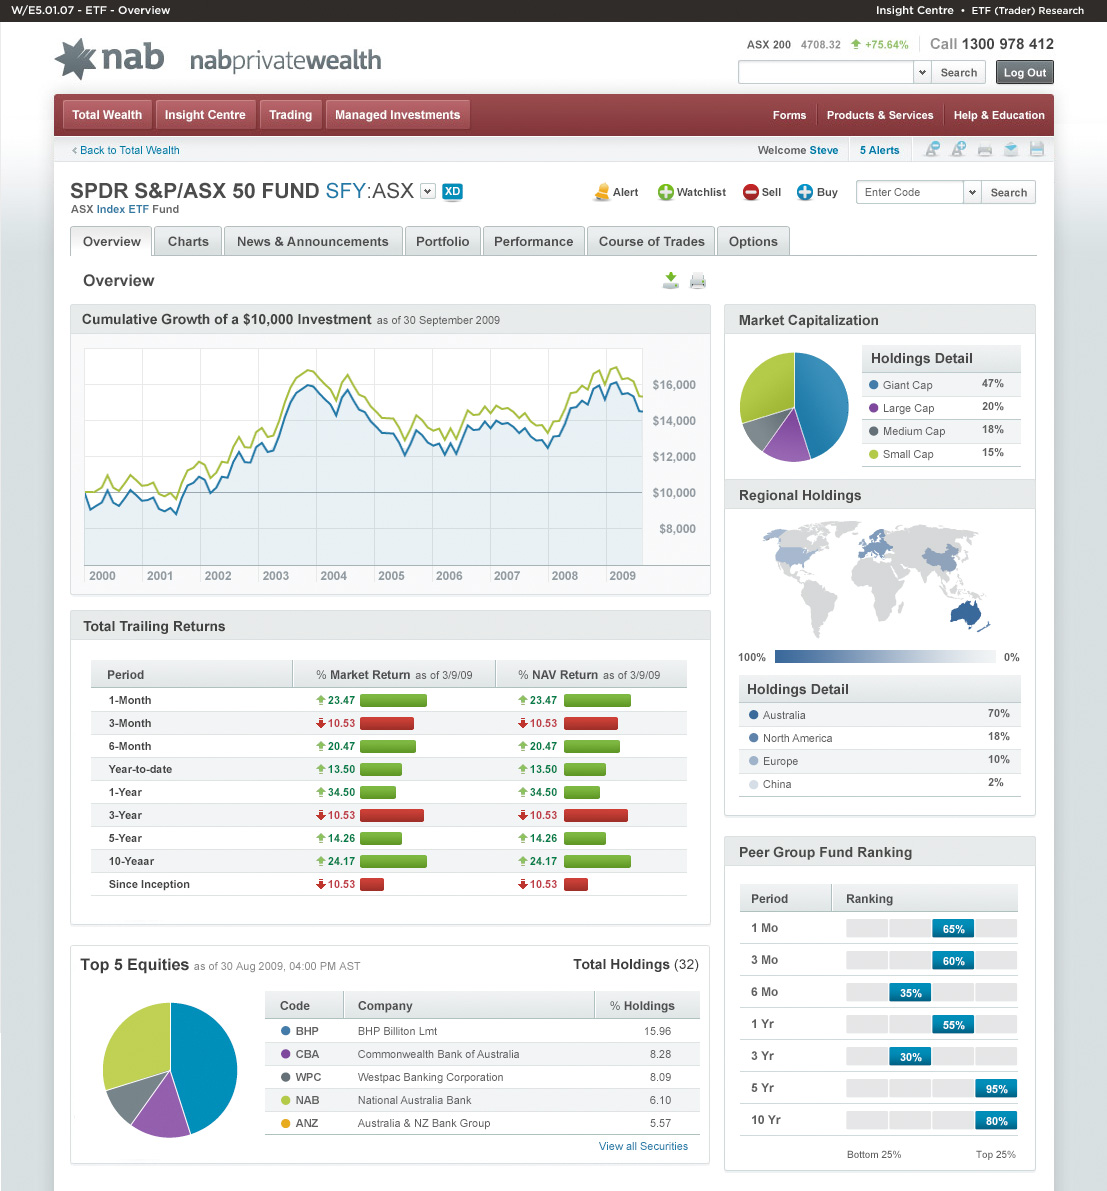 W/E5.01.07 - ETF - Overview
Insight Centre • ETF (Trader) Research
nab nabprivatewealth
ASX 200 4708.32 +75.64% Call 1300 978 412
Search Log Out
Total Wealth Insight Centre Trading Managed Investments Forms Products & Services Help & Education
‹ Back to Total Wealth Welcome Steve 5 Alerts
SPDR S&P/ASX 50 FUND SFY:ASX XD
ASX Index ETF Fund
Alert Watchlist Sell Buy Enter Code Search
Overview Charts News & Announcements Portfolio Performance Course of Trades Options
Overview
Cumulative Growth of a $10,000 Investment as of 30 September 2009
$16,000
$14,000
$12,000
$10,000
$8,000
2000 2001 2002 2003 2004 2005 2006 2007 2008 2009
Market Capitalization
Holdings Detail
Giant Cap 47%
Large Cap 20%
Medium Cap 18%
Small Cap 15%
Regional Holdings
100% 0%
Holdings Detail
Australia 70%
North America 18%
Europe 10%
China 2%
Total Trailing Returns
Period % Market Return as of 3/9/09 % NAV Return as of 3/9/09
1-Month 23.47 23.47
3-Month 10.53 10.53
6-Month 20.47 20.47
Year-to-date 13.50 13.50
1-Year 34.50 34.50
3-Year 10.53 10.53
5-Year 14.26 14.26
10-Yeaar 24.17 24.17
Since Inception 10.53 10.53
Peer Group Fund Ranking
Period Ranking
1 Mo 65%
3 Mo 60%
6 Mo 35%
1 Yr 55%
3 Yr 30%
5 Yr 95%
10 Yr 80%
Bottom 25% Top 25%
Top 5 Equities as of 30 Aug 2009, 04:00 PM AST Total Holdings (32)
Code Company % Holdings
BHP BHP Billiton Lmt 15.96
CBA Commonwealth Bank of Australia 8.28
WPC Westpac Banking Corporation 8.09
NAB National Australia Bank 6.10
ANZ Australia & NZ Bank Group 5.57
View all Securities